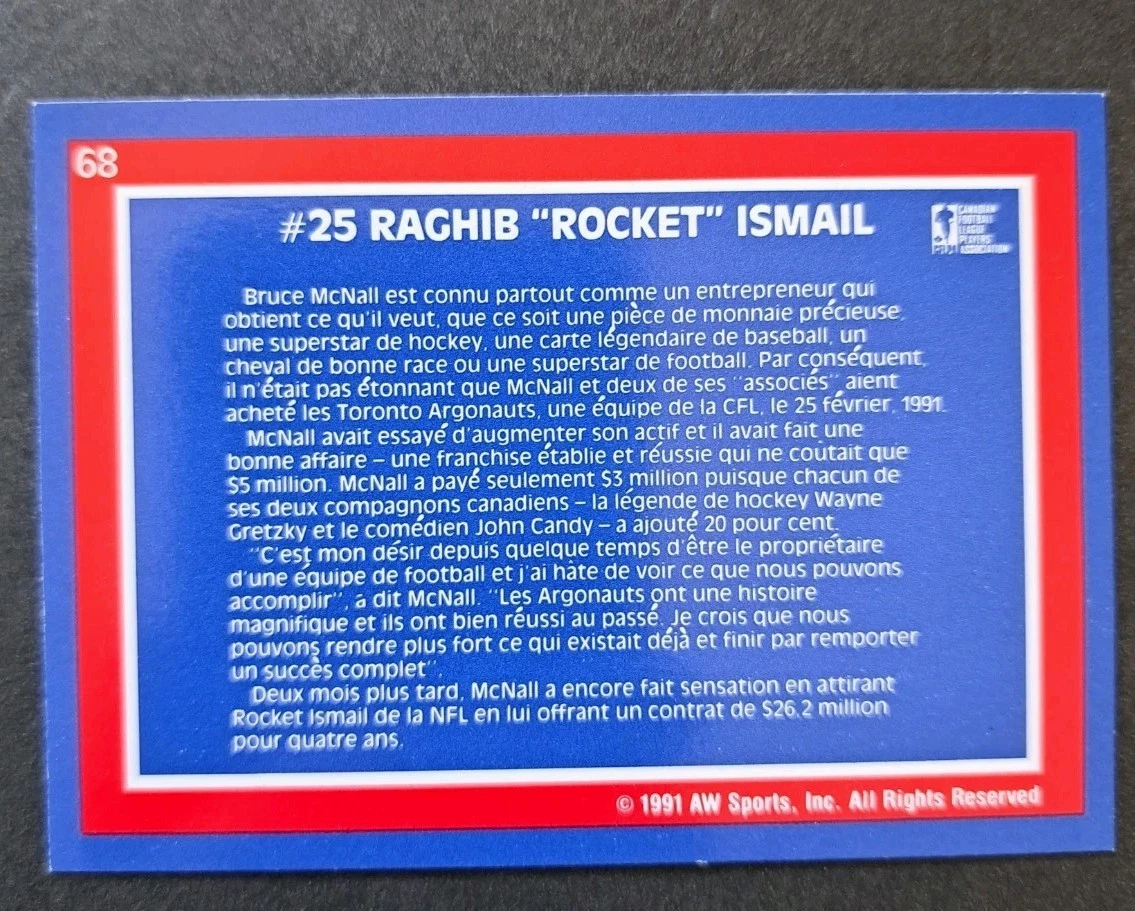 68
#25 RAGHIB "ROCKET" ISMAIL
CANADIAN
FOOTBALL
LEAGUE
PLAYERS'
ASSOCIATION
Bruce McNall est connu partout comme un entrepreneur qui
obtient ce qu'il veut, que ce soit une pièce de monnaie précieuse,
une superstar de hockey, une carte légendaire de baseball, un
cheval de bonne race ou une superstar de football. Par conséquent,
il n'était pas étonnant que McNall et deux de ses "associés" aient
acheté les Toronto Argonauts, une équipe de la CFL, le 25 février, 1991.
McNall avait essayé d'augmenter son actif et il avait fait une
bonne affaire – une franchise établie et réussie qui ne coutait que
$5 million. McNall a payé seulement $3 million puisque chacun de
ses deux compagnons canadiens – la légende de hockey Wayne
Gretzky et le comédien John Candy – a ajouté 20 pour cent.
"C'est mon désir depuis quelque temps d'être le propriétaire
d'une équipe de football et j'ai hâte de voir ce que nous pouvons
accomplir", a dit McNall. "Les Argonauts ont une histoire
magnifique et ils ont bien réussi au passé. Je crois que nous
pouvons rendre plus fort ce qui existait déjà et finir par remporter
un succès complet".
Deux mois plus tard, McNall a encore fait sensation en attirant
Rocket Ismail de la NFL en lui offrant un contrat de $26.2 million
pour quatre ans.
© 1991 AW Sports, Inc. All Rights Reserved